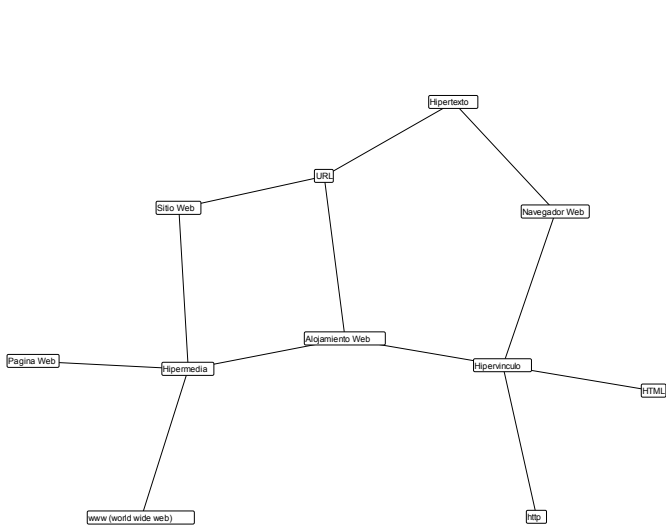 Hipertexto
URL
Sitio Web
Navegador Web
Alojamiento Web
Pagina Web
Hipermedia
Hipervinculo
HTML
www (world wide web)
http